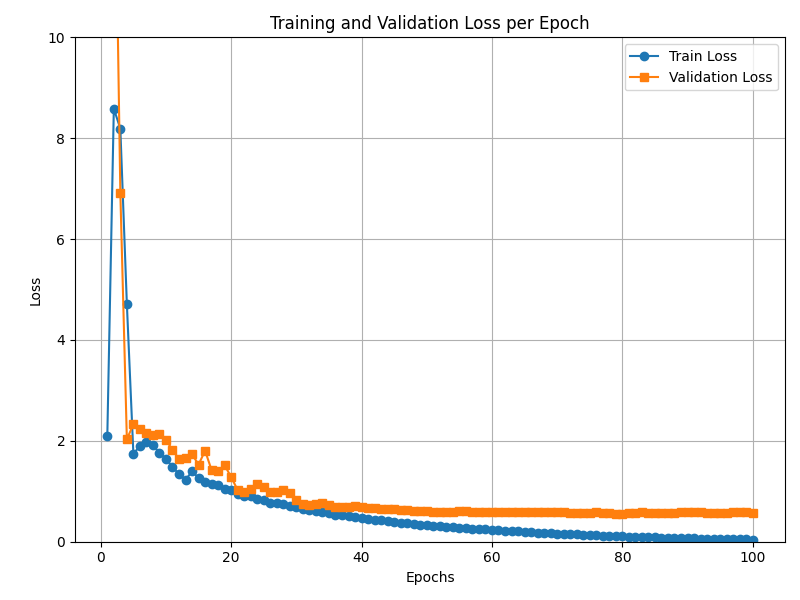 Training and Validation Loss per Epoch
Train Loss
Validation Loss
10
8
6
4
2
0
Loss
0 20 40 60 80 100
Epochs